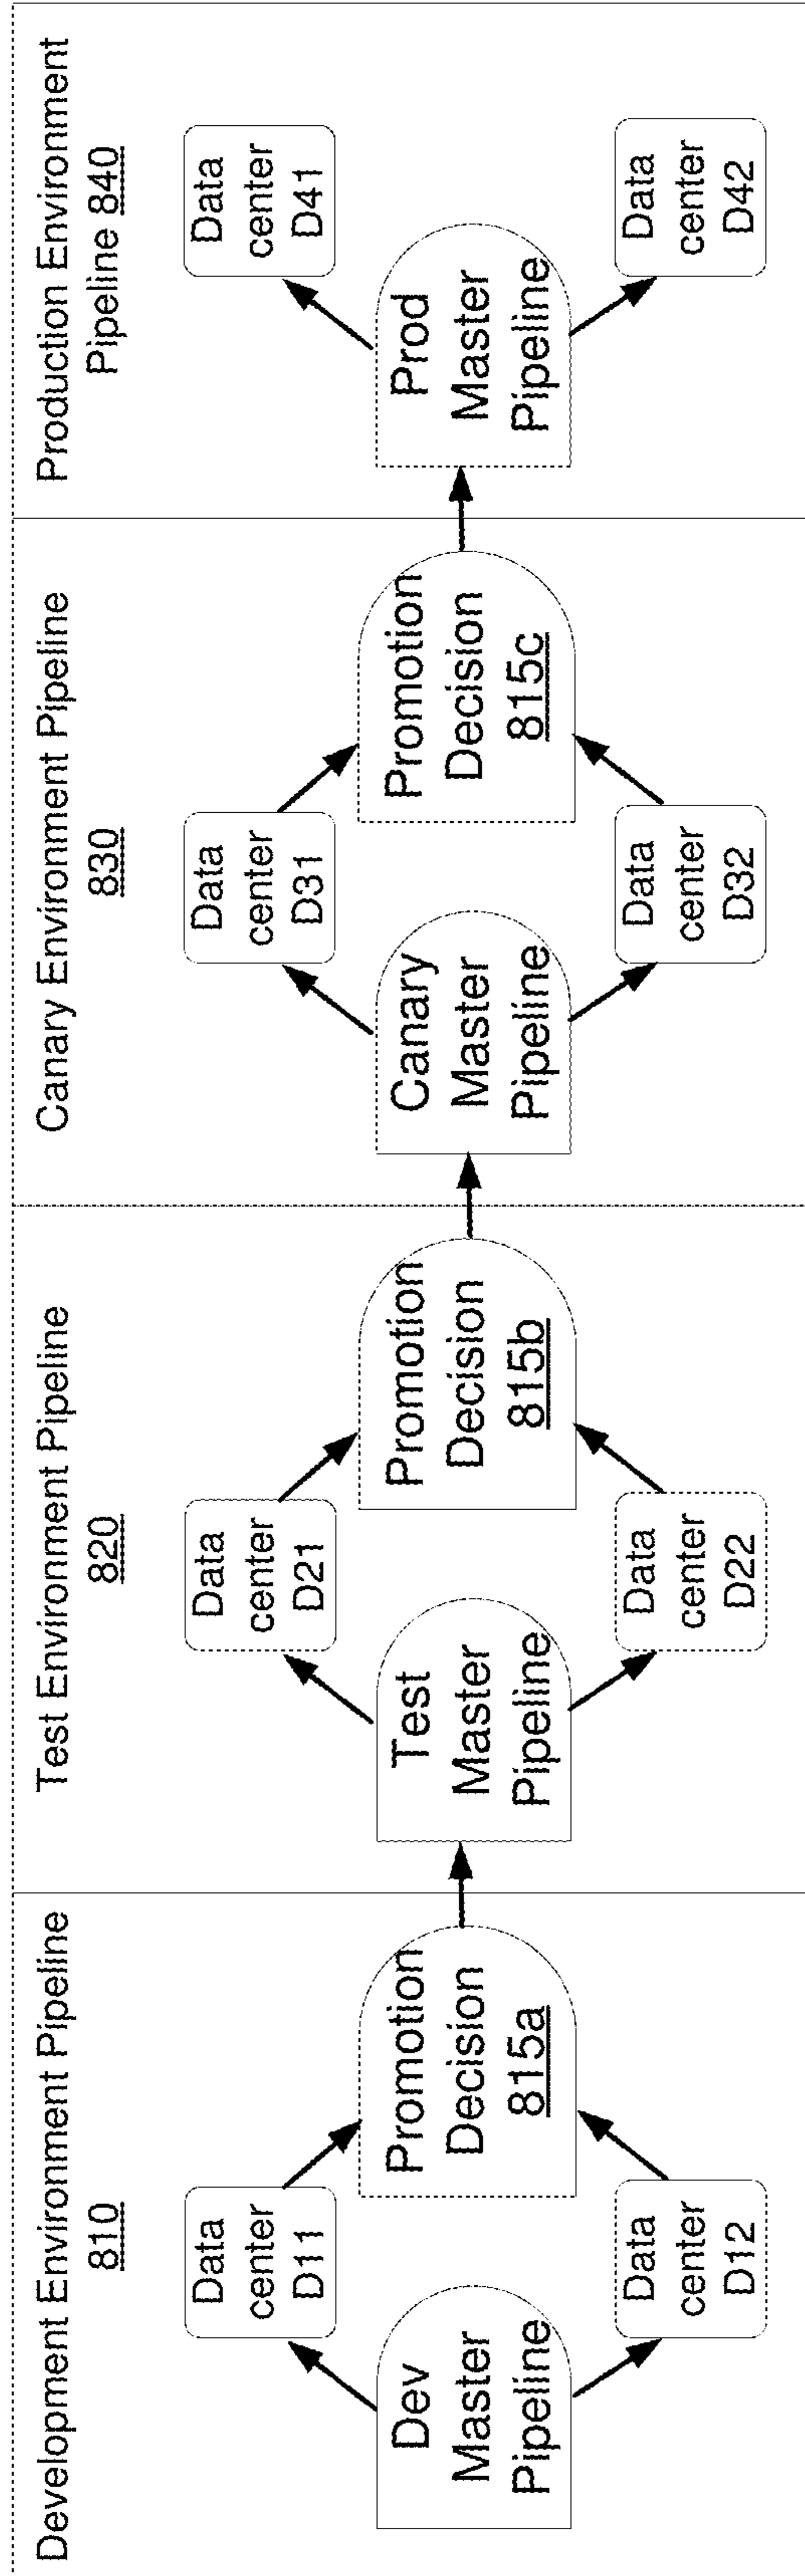 Development Environment Pipeline
810
Data
center
D11
Dev
Master
Pipeline
Promotion
Decision
815a
Data
center
D12
Test Environment Pipeline
820
Data
center
D21
Test
Master
Pipeline
Promotion
Decision
815b
Data
center
D22
Canary Environment Pipeline
830
Data
center
D31
Canary
Master
Pipeline
Promotion
Decision
815c
Data
center
D32
Production Environment
Pipeline 840
Data
center
D41
Prod
Master
Pipeline
Data
center
D42